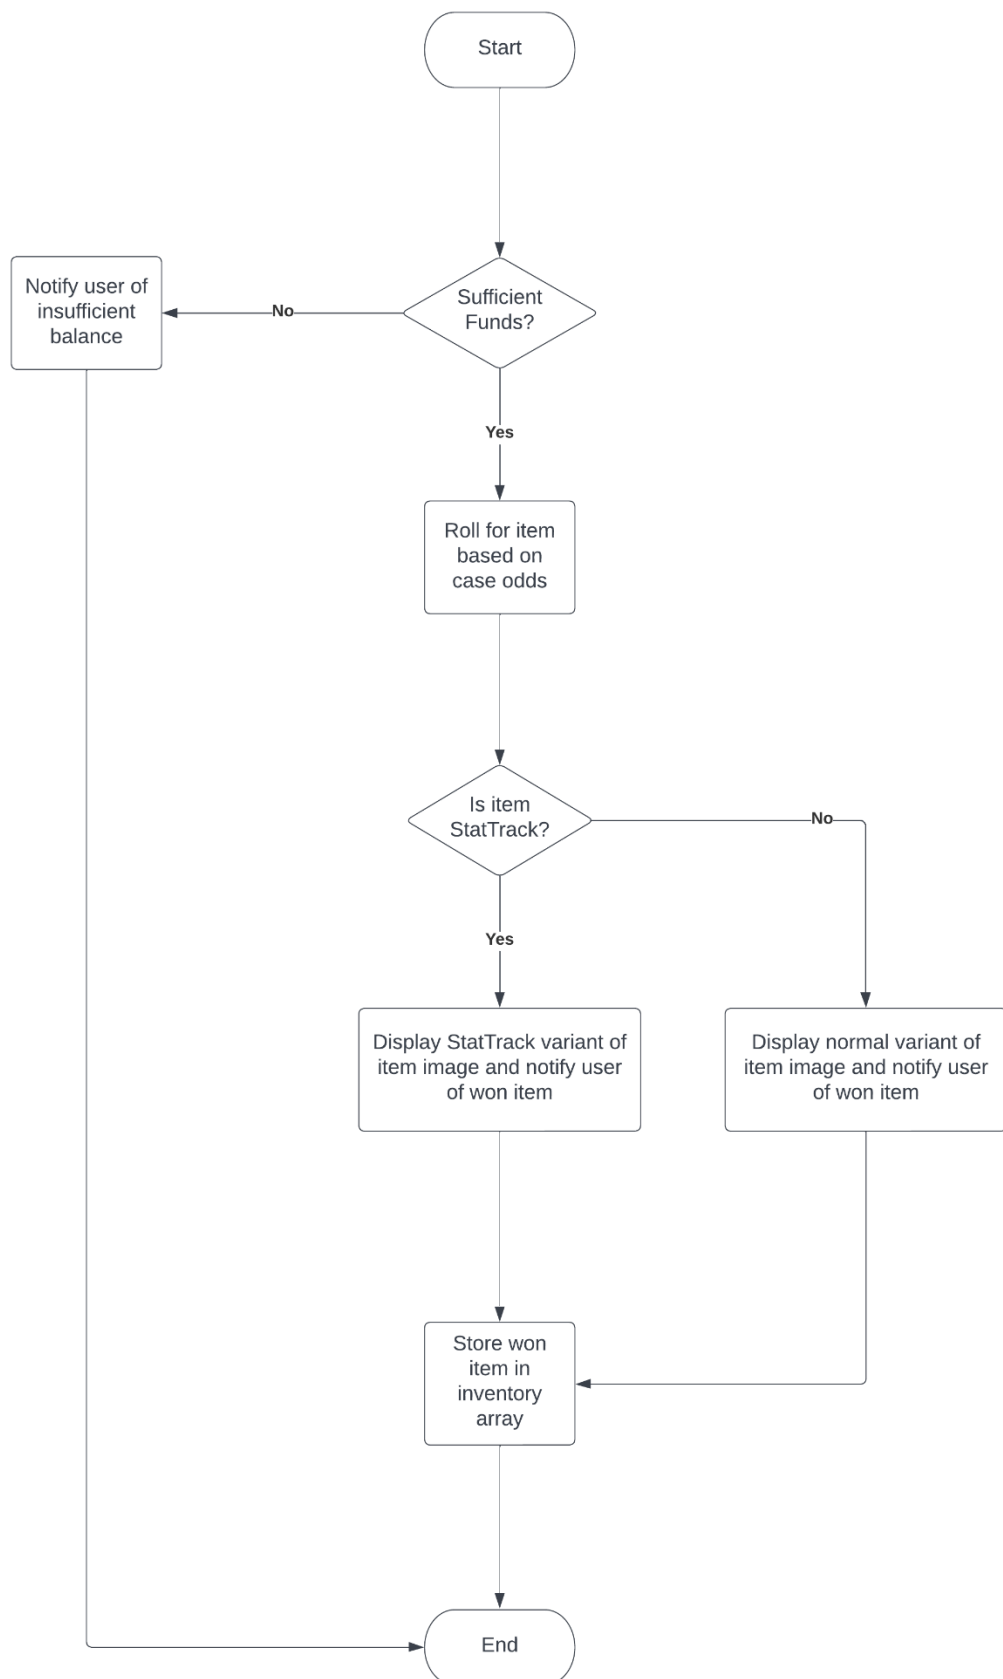 Start
Sufficient
Funds?
No
Notify user of
insufficient
balance
Yes
Roll for item
based on
case odds
Is item
StatTrack?
No
Yes
Display StatTrack variant of
item image and notify user
of won item
Display normal variant of
item image and notify user
of won item
Store won
item in
inventory
array
End